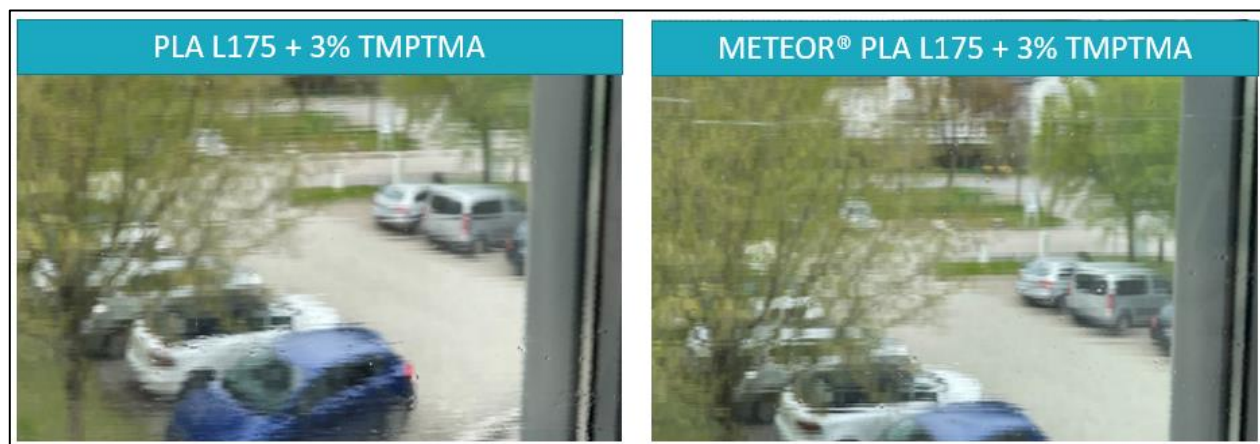 PLA L175 + 3% TMPTMA
METEOR® PLA L175 + 3% TMPTMA